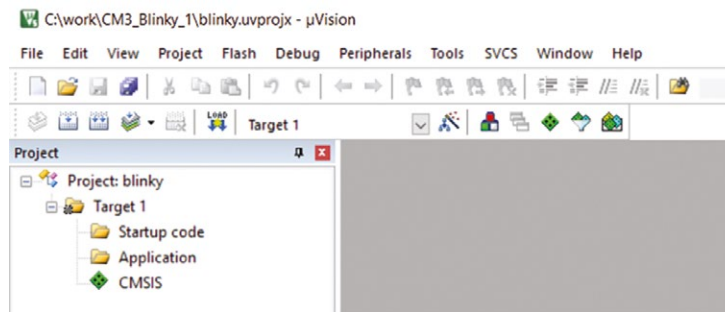 C:\work\CM3_Blinky_1\blinky.uvprojx - µVision
File Edit View Project Flash Debug Peripherals Tools SVCS Window Help
LOAD Target 1
Project
Project: blinky
Target 1
Startup code
Application
CMSIS